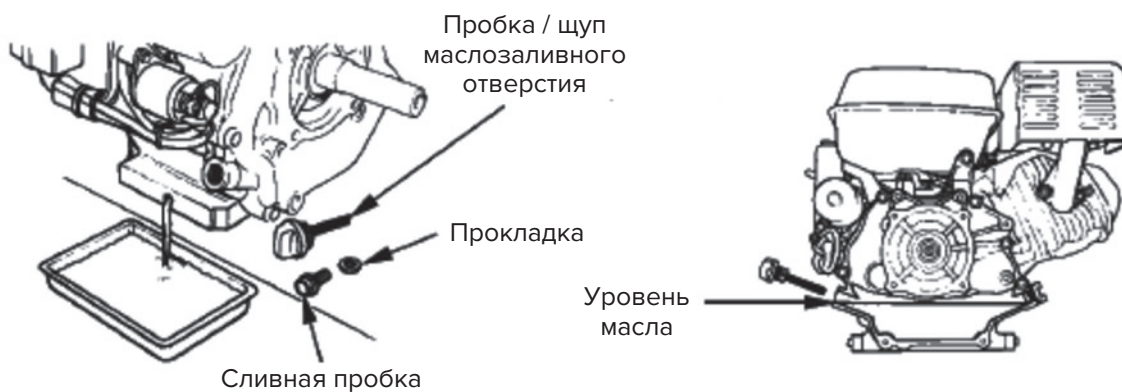 Пробка / щуп
маслозаливного
отверстия
Прокладка
Сливная пробка
Уровень
масла